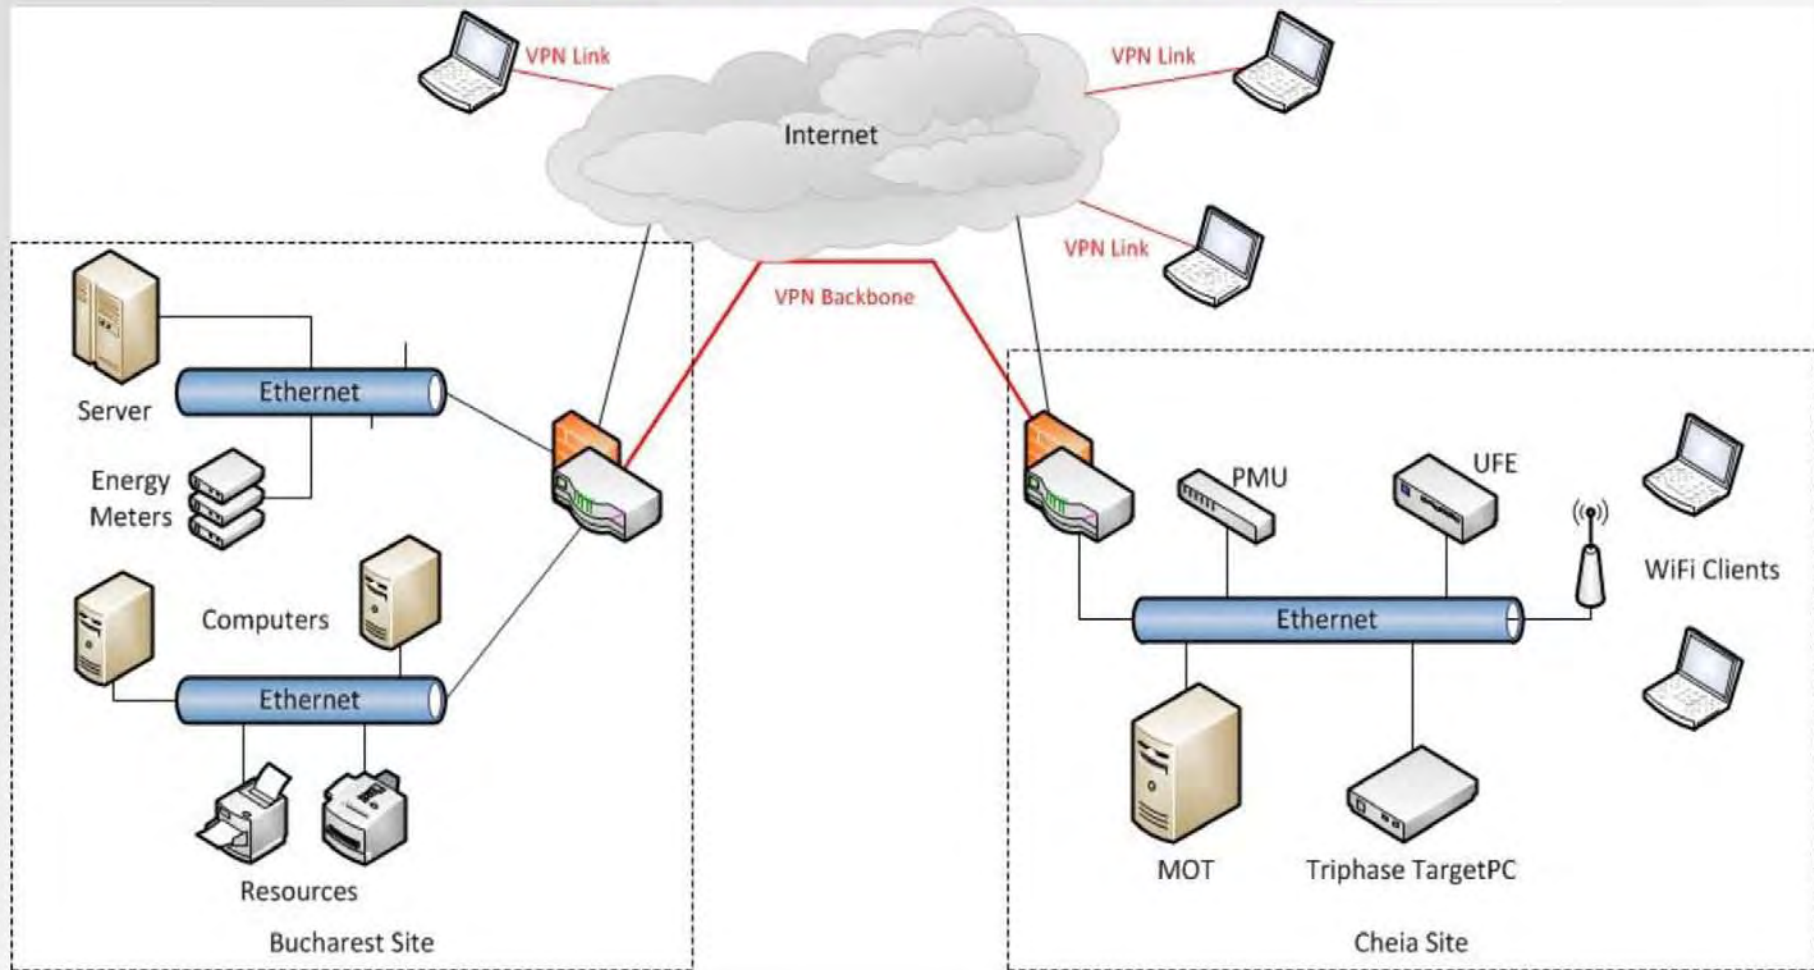 VPN Link
VPN Link
Internet
VPN Link
VPN Backbone
Server
Ethernet
Energy
Meters
Computers
Ethernet
Resources
Bucharest Site
PMU
UFE
WiFi Clients
Ethernet
MOT
Triphase TargetPC
Cheia Site